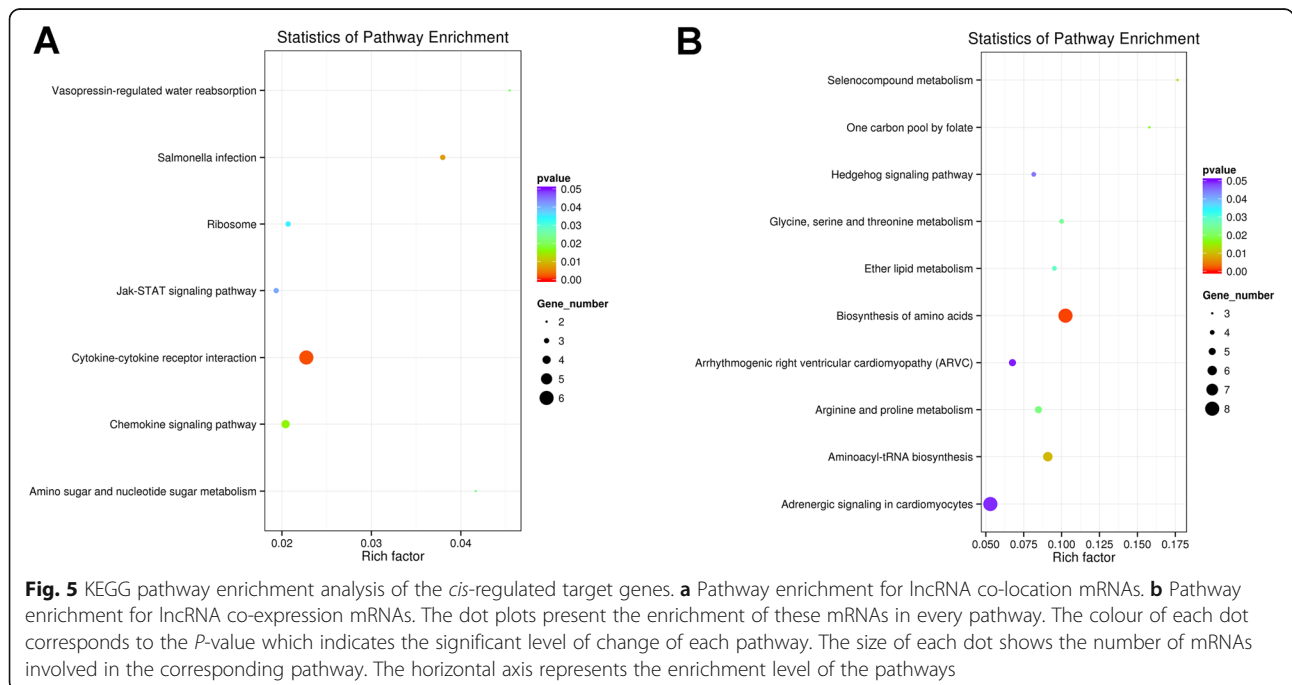 A
Statistics of Pathway Enrichment
Vasopressin-regulated water reabsorption
Salmonella infection
Ribosome
Jak-STAT signaling pathway
Cytokine-cytokine receptor interaction
Chemokine signaling pathway
Amino sugar and nucleotide sugar metabolism
0.02 0.03 0.04
Rich factor
pvalue
0.05
0.04
0.03
0.02
0.01
0.00
Gene_number
2
3
4
5
6
B
Statistics of Pathway Enrichment
Selenocompound metabolism
One carbon pool by folate
Hedgehog signaling pathway
Glycine, serine and threonine metabolism
Ether lipid metabolism
Biosynthesis of amino acids
Arrhythmogenic right ventricular cardiomyopathy (ARVC)
Arginine and proline metabolism
Aminoacyl-tRNA biosynthesis
Adrenergic signaling in cardiomyocytes
0.050 0.075 0.100 0.125 0.150 0.175
Rich factor
pvalue
0.05
0.04
0.03
0.02
0.01
0.00
Gene_number
3
4
5
6
7
8
Fig. 5 KEGG pathway enrichment analysis of the cis-regulated target genes. a Pathway enrichment for lncRNA co-location mRNAs. b Pathway
enrichment for lncRNA co-expression mRNAs. The dot plots present the enrichment of these mRNAs in every pathway. The colour of each dot
corresponds to the P-value which indicates the significant level of change of each pathway. The size of each dot shows the number of mRNAs
involved in the corresponding pathway. The horizontal axis represents the enrichment level of the pathways